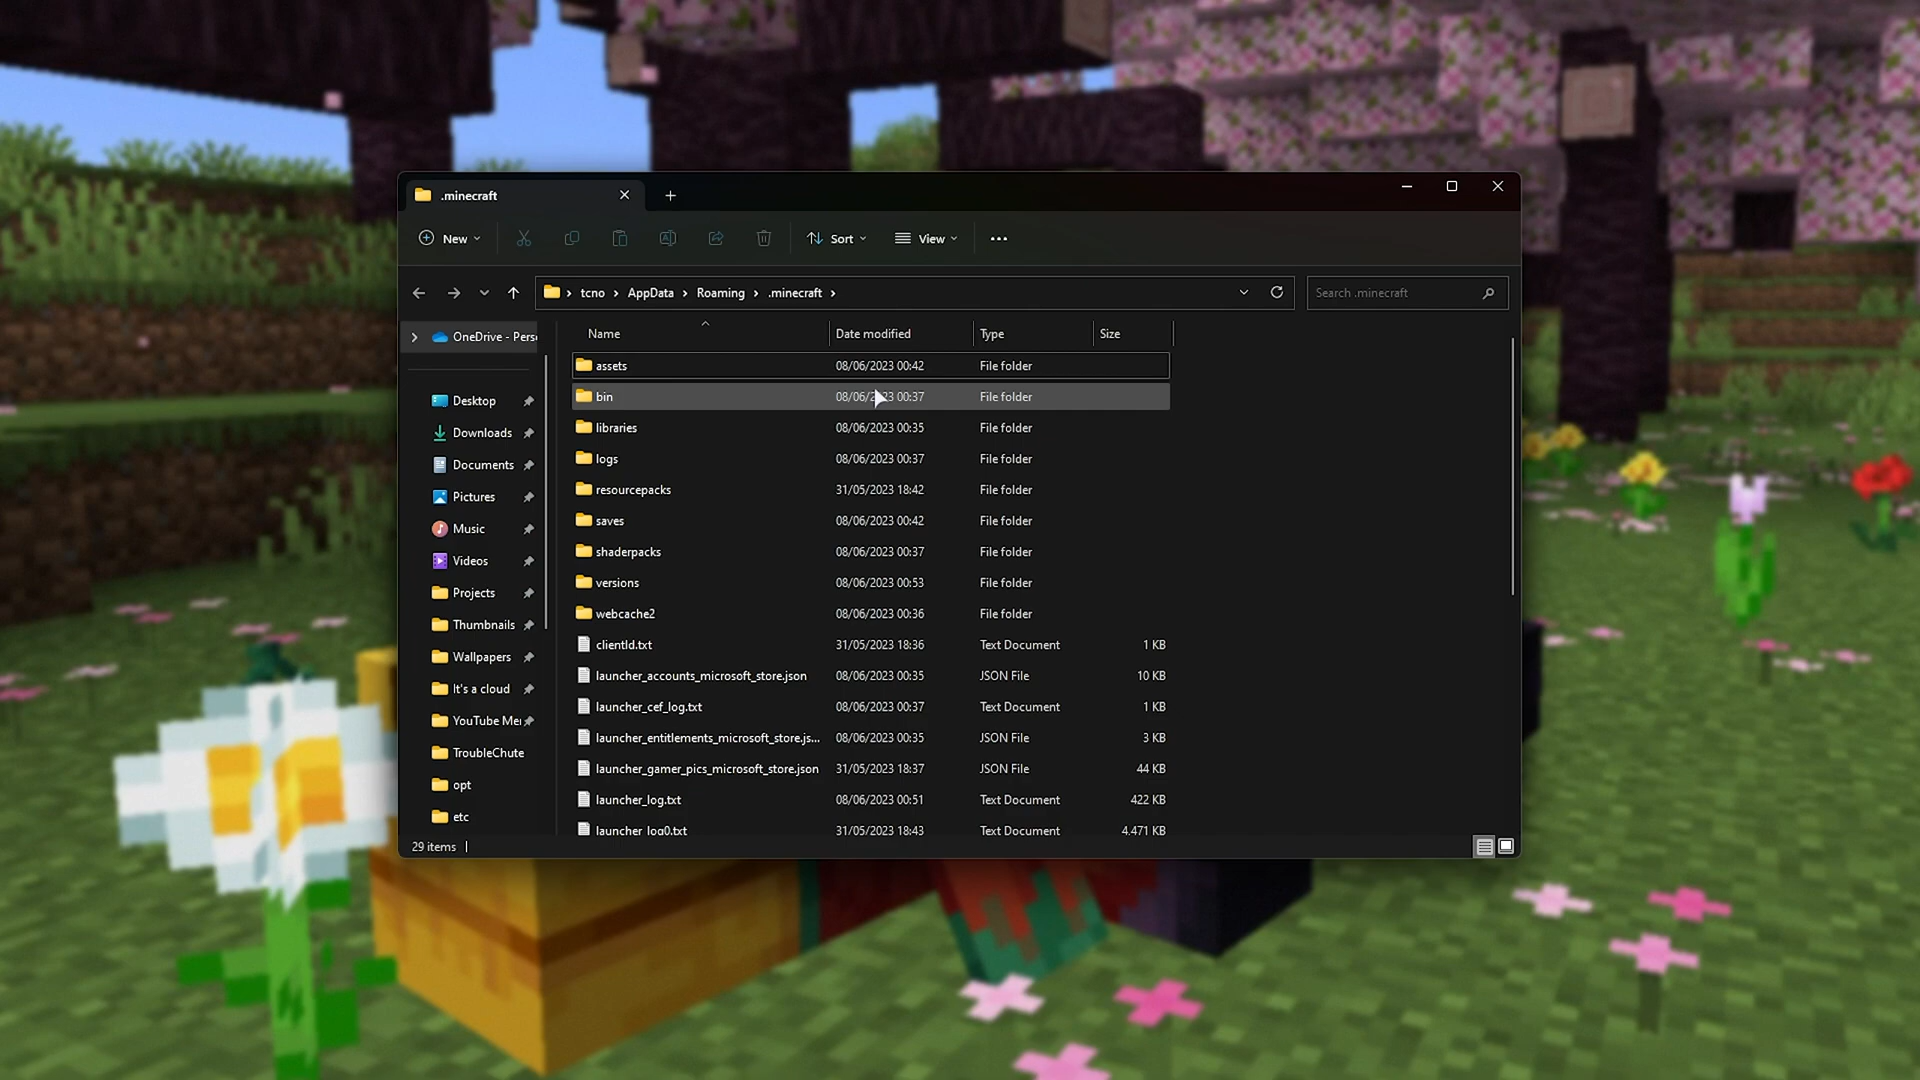 .minecraft
New
Sort
View
tcno
AppData
Roaming
.minecraft
Search .minecraft
OneDrive - Pers
Desktop
Downloads
Documents
Pictures
Music
Videos
Projects
Thumbnails
Wallpapers
It's a cloud
YouTube Me
TroubleChute
opt
etc
Name Date modified Type Size
assets 08/06/2023 00:42 File folder
bin 08/06/2023 00:37 File folder
libraries 08/06/2023 00:35 File folder
logs 08/06/2023 00:37 File folder
resourcepacks 31/05/2023 18:42 File folder
saves 08/06/2023 00:42 File folder
shaderpacks 08/06/2023 00:37 File folder
versions 08/06/2023 00:53 File folder
webcache2 08/06/2023 00:36 File folder
clientId.txt 31/05/2023 18:36 Text Document 1 KB
launcher_accounts_microsoft_store.json 08/06/2023 00:35 JSON File 10 KB
launcher_cef_log.txt 08/06/2023 00:37 Text Document 1 KB
launcher_entitlements_microsoft_store.js... 08/06/2023 00:35 JSON File 3 KB
launcher_gamer_pics_microsoft_store.json 31/05/2023 18:37 JSON File 44 KB
launcher_log.txt 08/06/2023 00:51 Text Document 422 KB
launcher_log0.txt 31/05/2023 18:43 Text Document 4,471 KB
29 items